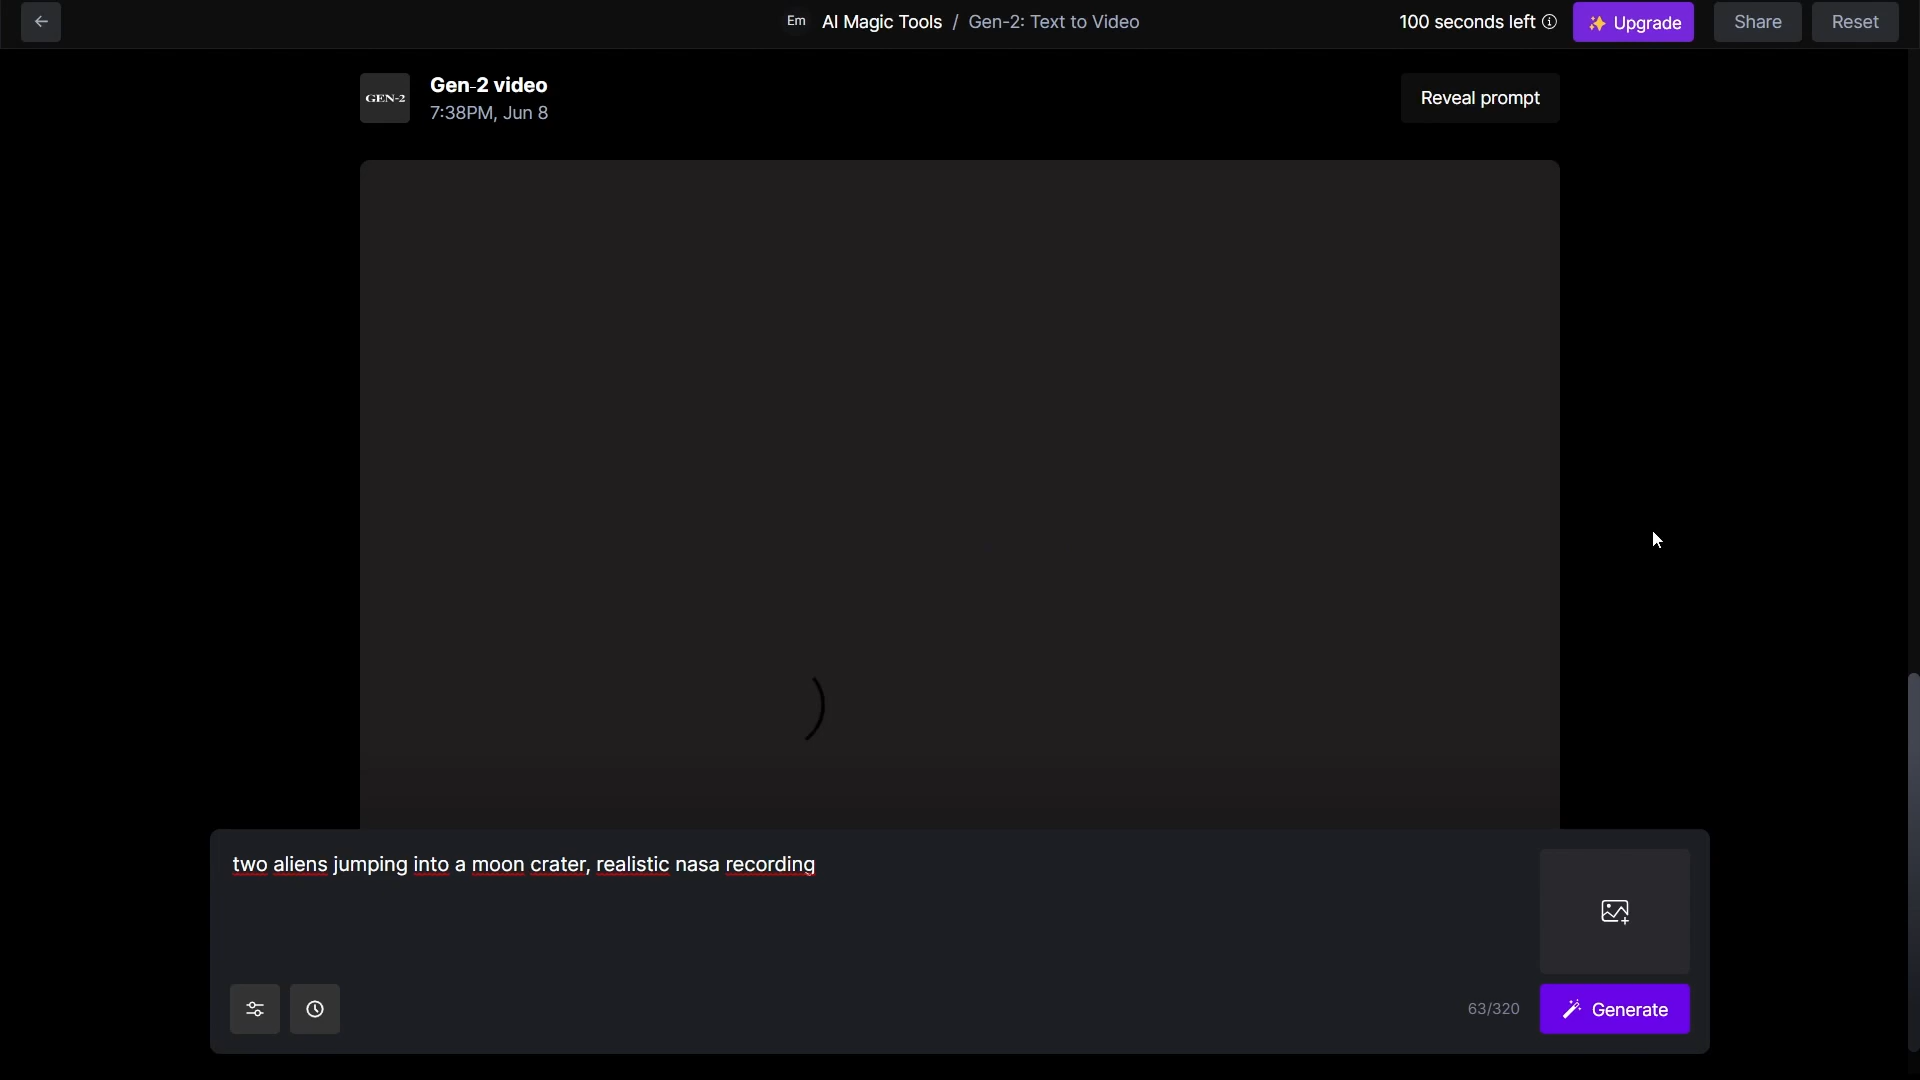 Em AI Magic Tools / Gen-2: Text to Video
100 seconds left
Upgrade
Share
Reset
GEN-2
Gen-2 video
7:38PM, Jun 8
Reveal prompt
two aliens jumping into a moon crater, realistic nasa recording
63/320
Generate